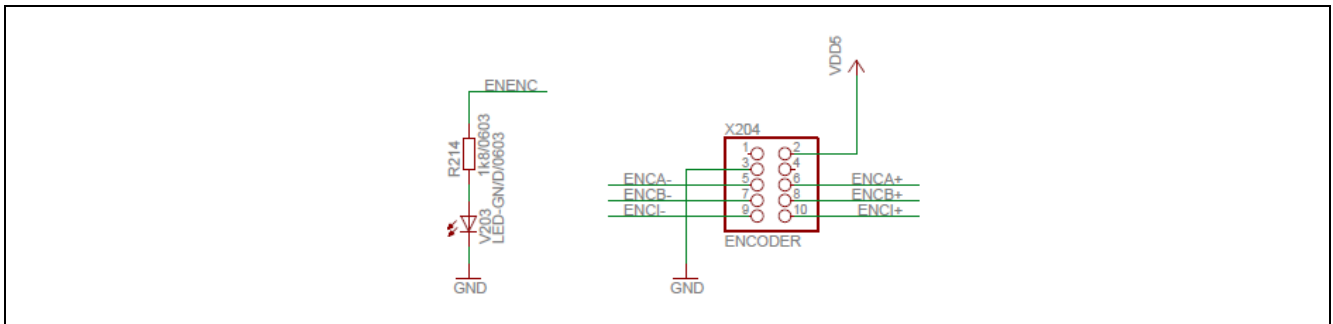 ENENC
R214
1k8/0603
V203
LED-GN/D/0603
GND
VDD5
X204
1 2
3 4
ENCA- 5 6 ENCA+
ENCB- 7 8 ENCB+
ENCI- 9 10 ENCI+
ENCODER
GND